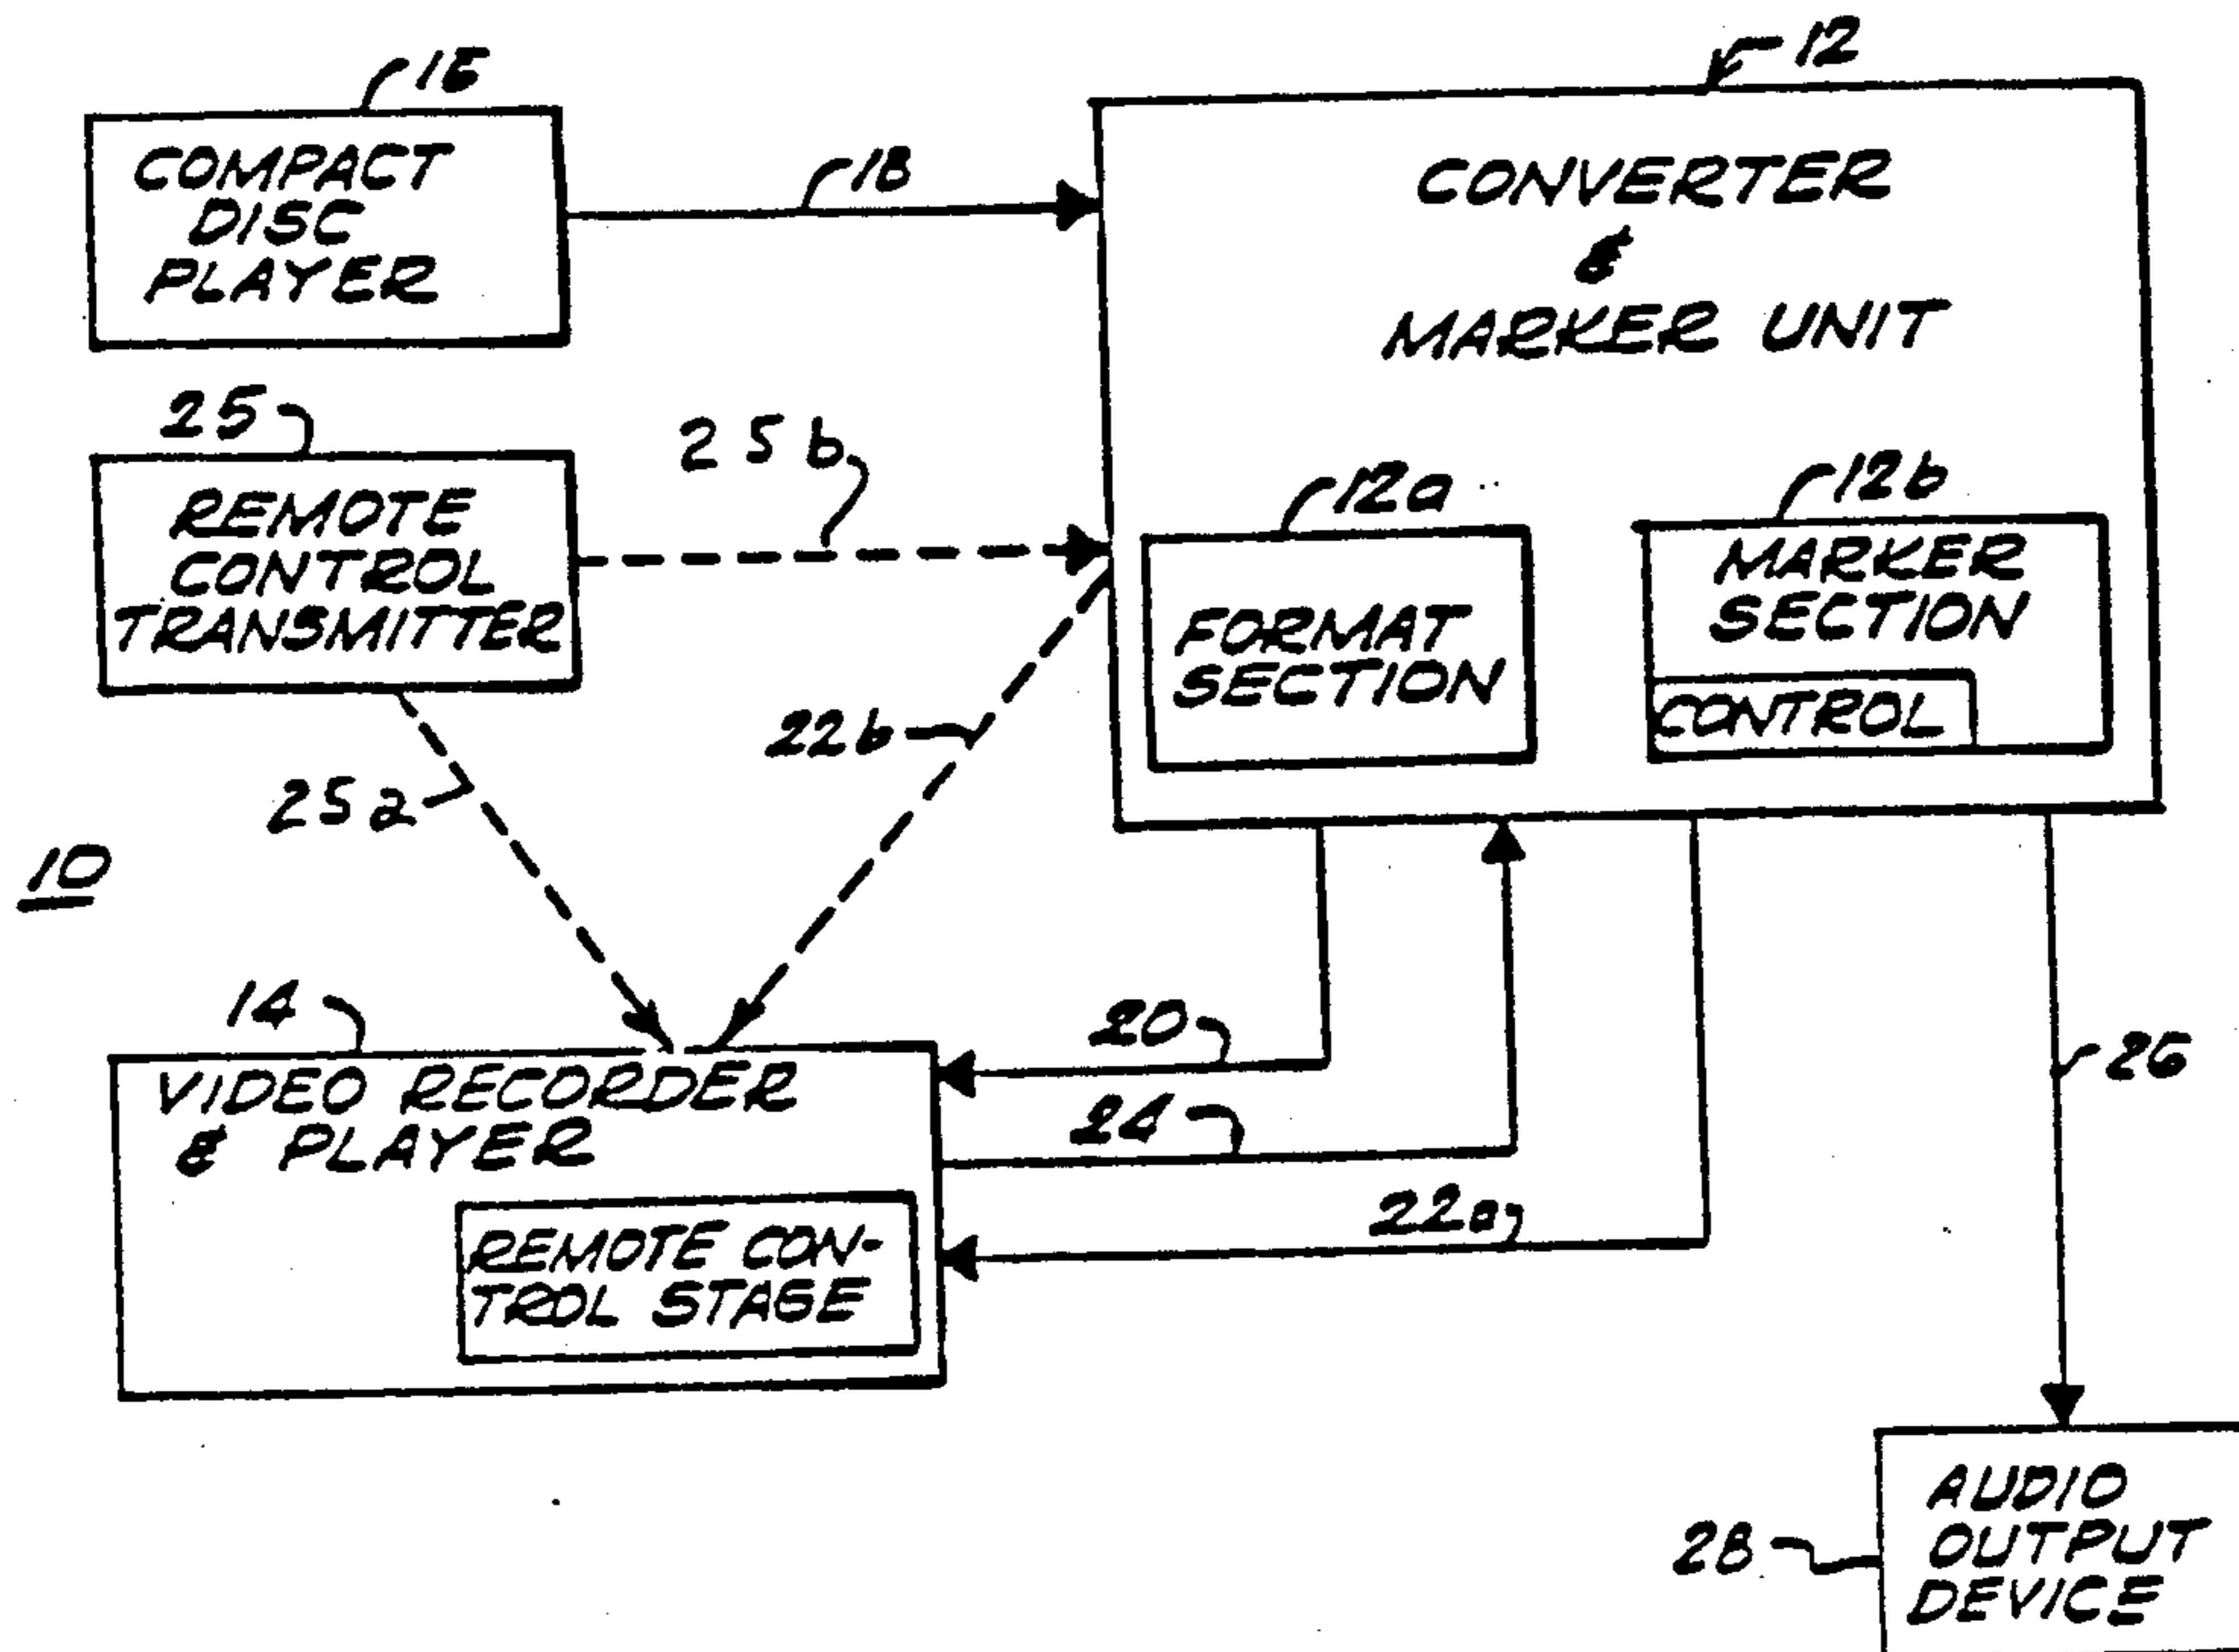 16
COMPACT
DISC
PLAYER
18
12
CONVERTER
&
MARKER UNIT
25
REMOTE
CONTROL
TRANSMITTER
25b
12a
FORMAT
SECTION
12b
MARKER
SECTION
CONTROL
22b
25a
10
14
VIDEO RECORDER
& PLAYER
REMOTE CON-
TROL STAGE
20
24
22a
26
28
AUDIO
OUTPUT
DEVICE